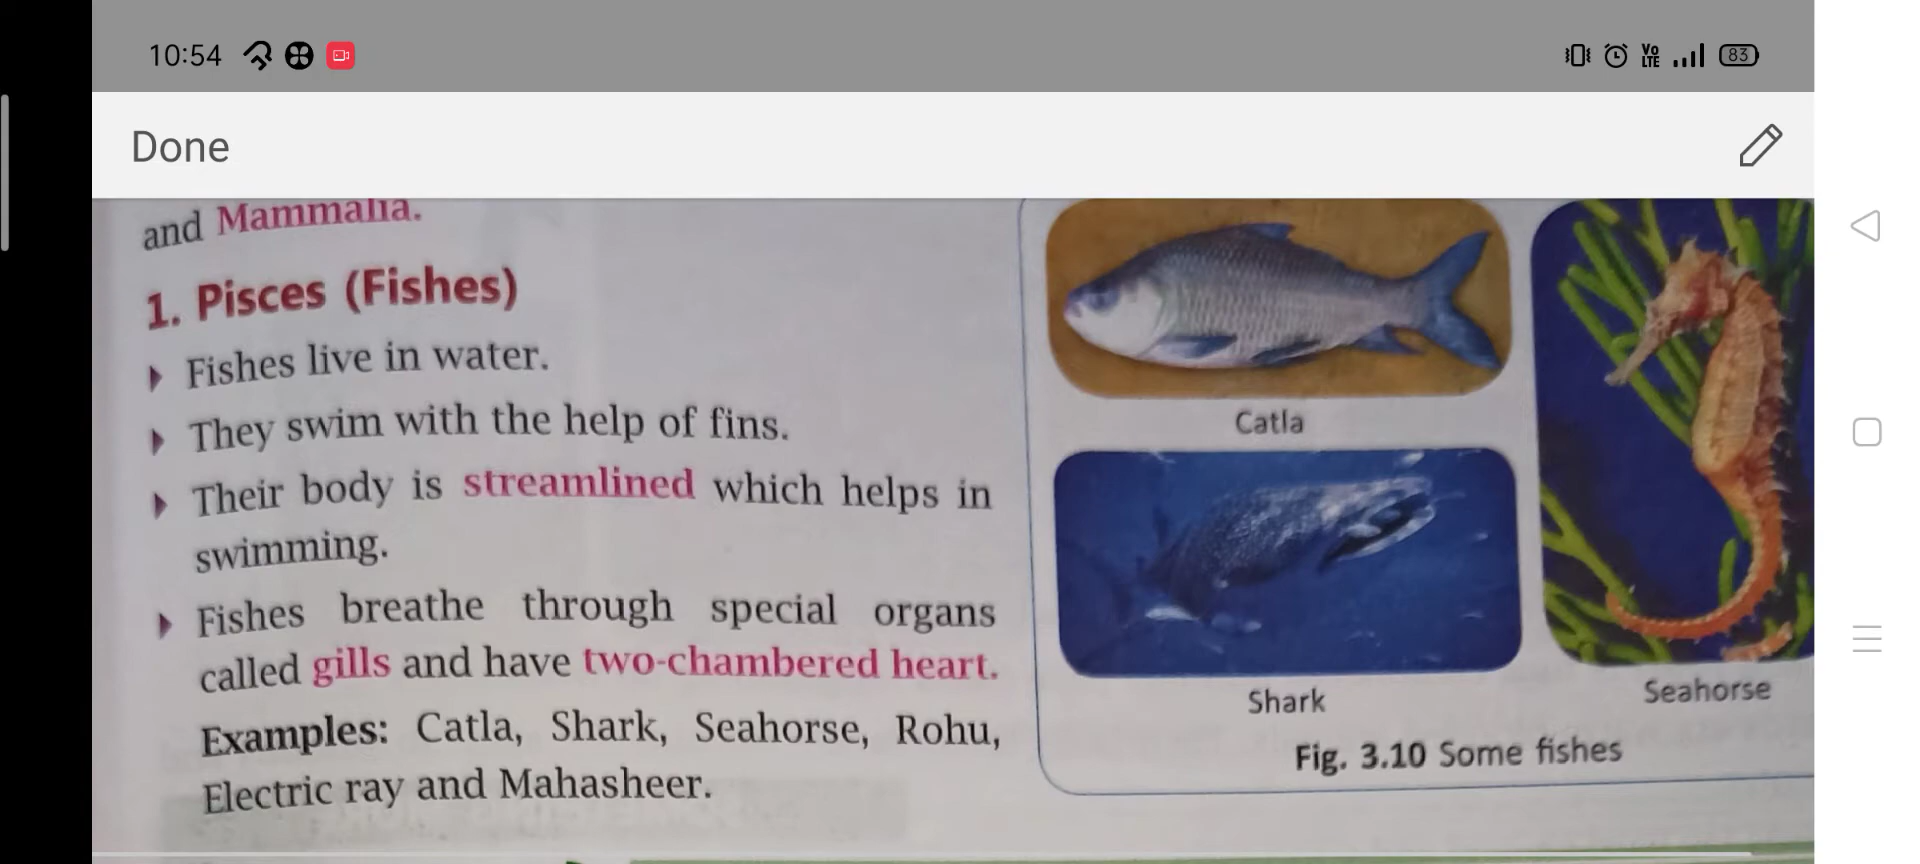 10:54
Vo
LTE
83
Done
and Mammalia.
1. Pisces (Fishes)
Fishes live in water.
They swim with the help of fins.
Their body is streamlined which helps in
swimming.
Fishes breathe through special organs
called gills and have two-chambered heart.
Examples: Catla, Shark, Seahorse, Rohu,
Electric ray and Mahasheer.
Catla
Shark
Seahorse
Fig. 3.10 Some fishes